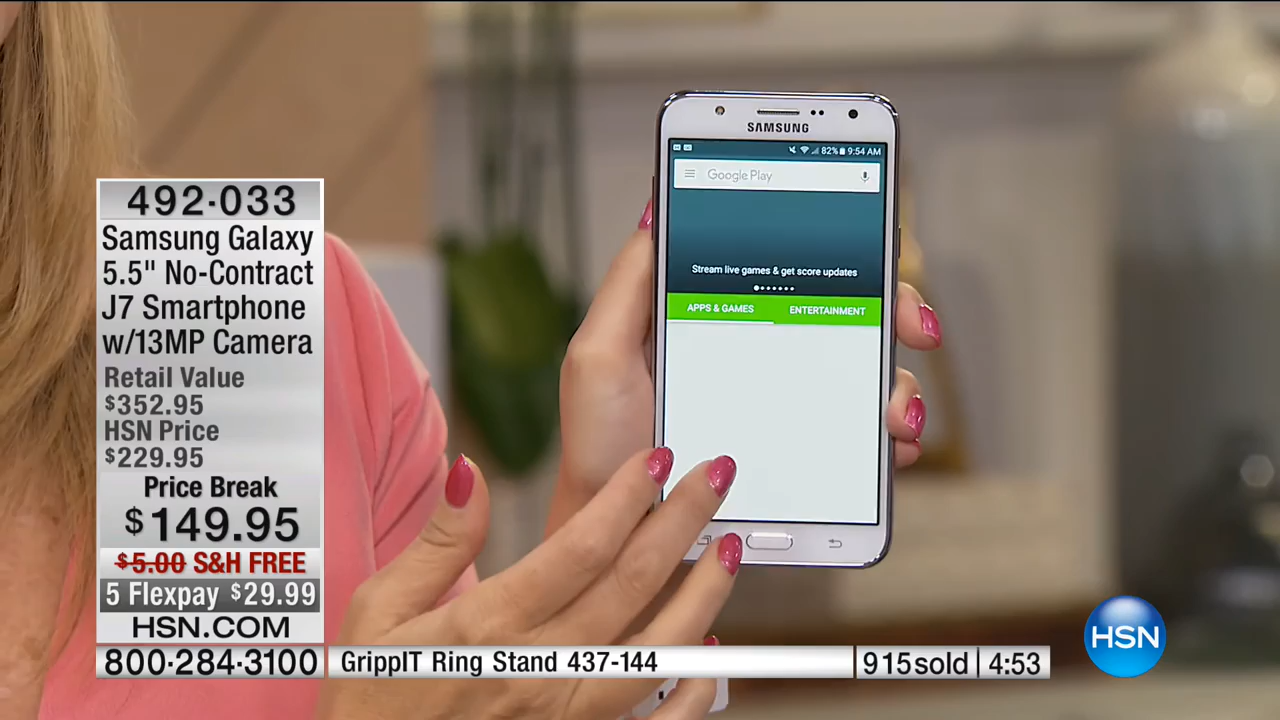 492-033
Samsung Galaxy
5.5" No-Contract
J7 Smartphone
w/13MP Camera
Retail Value
$352.95
HSN Price
$229.95
Price Break
$149.95
$5.00 S&H FREE
5 Flexpay $29.99
HSN.COM
800-284-3100
GrippIT Ring Stand 437-144
915sold | 4:53
SAMSUNG
82% 9:54 AM
Google Play
Stream live games & get score updates
APPS & GAMES ENTERTAINMENT
HSN